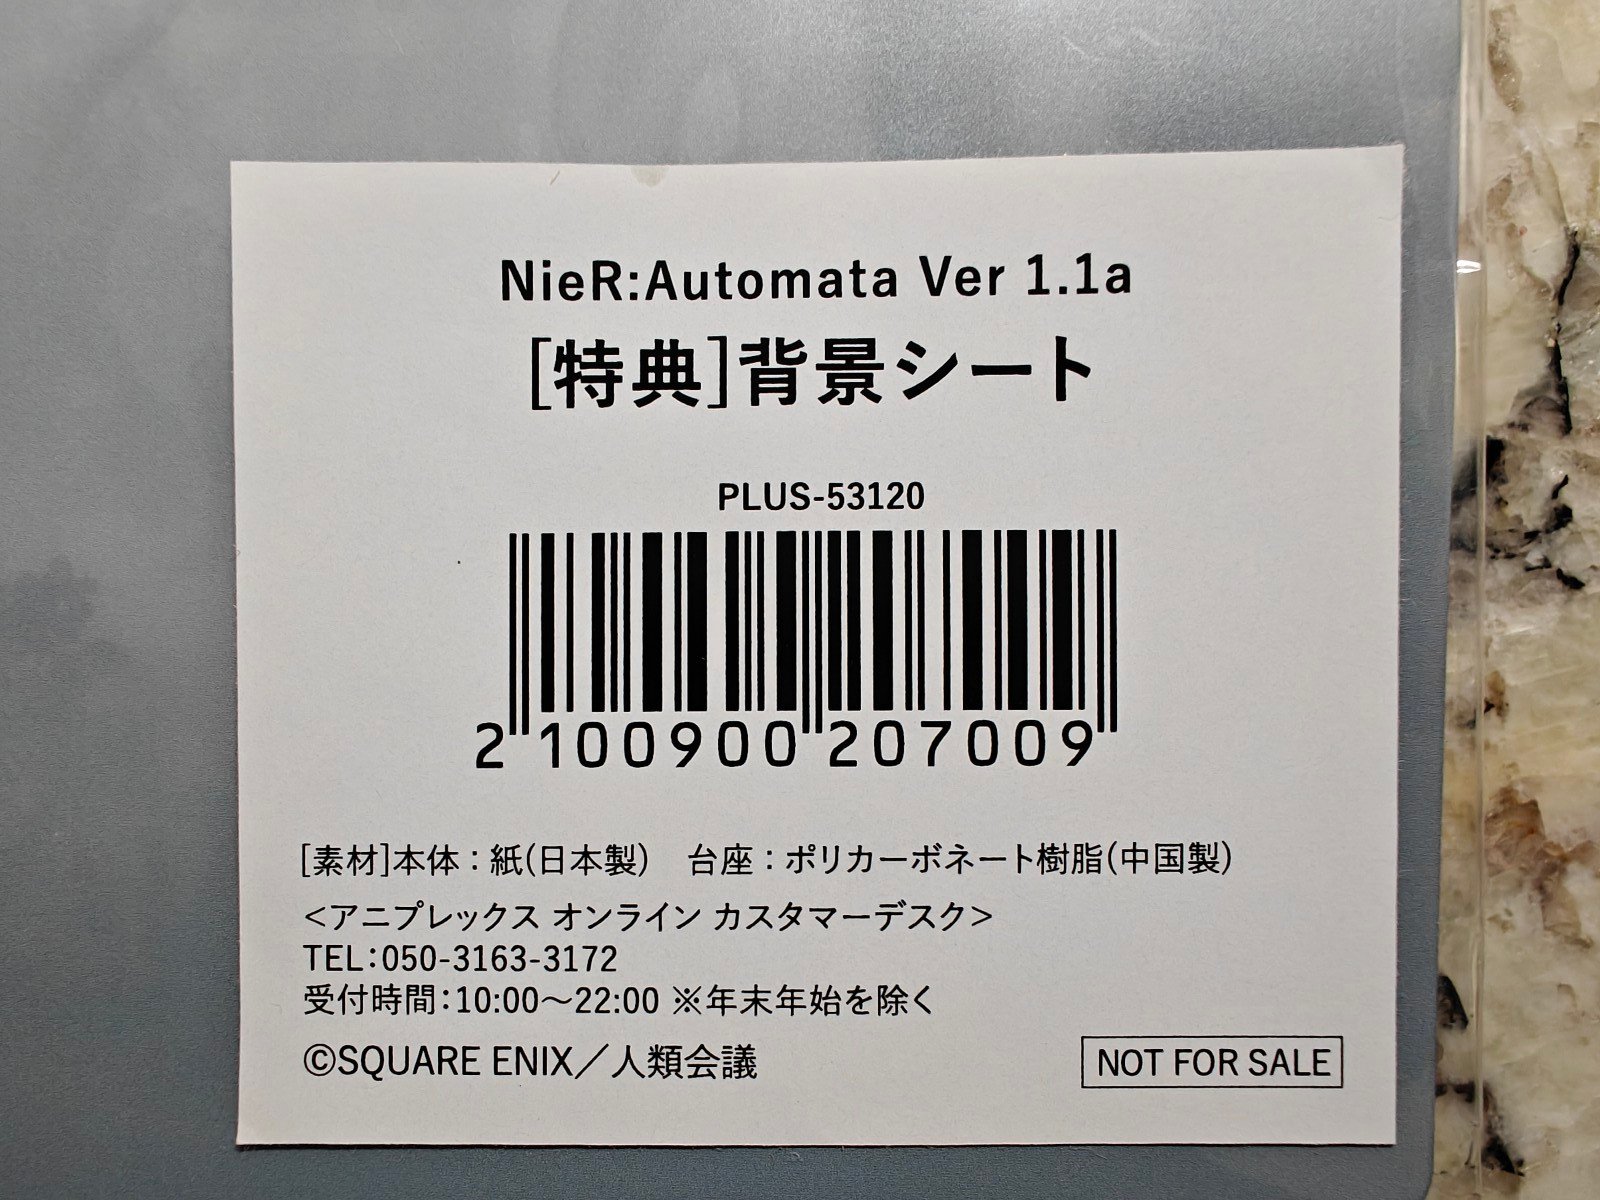 NieR:Automata Ver 1.1a
[特典]背景シート
PLUS-53120
2 100900 207009
[素材]本体：紙(日本製)　台座：ポリカーボネート樹脂(中国製)
<アニプレックス オンライン カスタマーデスク>
TEL:050-3163-3172
受付時間:10:00～22:00 ※年末年始を除く
©SQUARE ENIX／人類会議
NOT FOR SALE